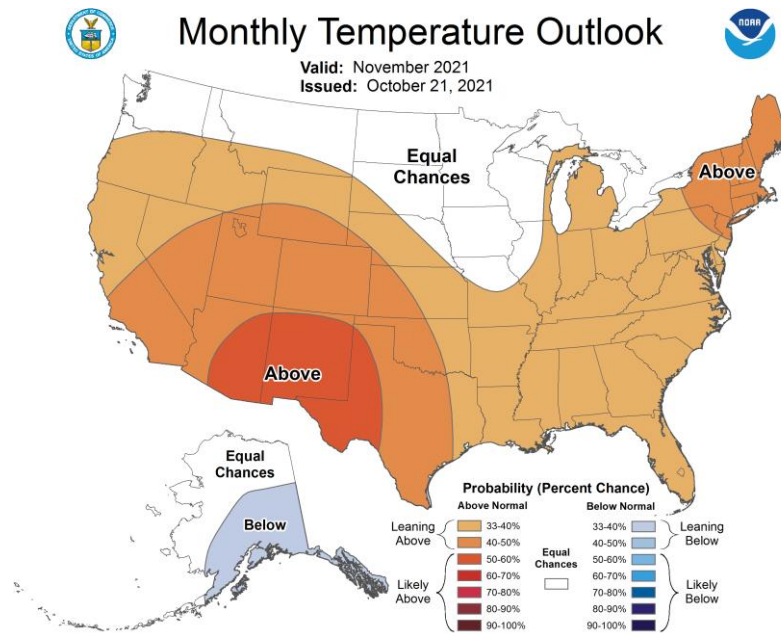 Monthly Temperature Outlook
Valid: November 2021
Issued: October 21, 2021
NOAA
Equal
Chances
Above
Above
Equal
Chances
Below
Probability (Percent Chance)
Above Normal
Below Normal
Leaning
Above
33-40%
40-50%
Likely
Above
50-60%
60-70%
70-80%
80-90%
90-100%
Equal
Chances
33-40%
40-50%
Leaning
Below
50-60%
60-70%
70-80%
80-90%
90-100%
Likely
Below